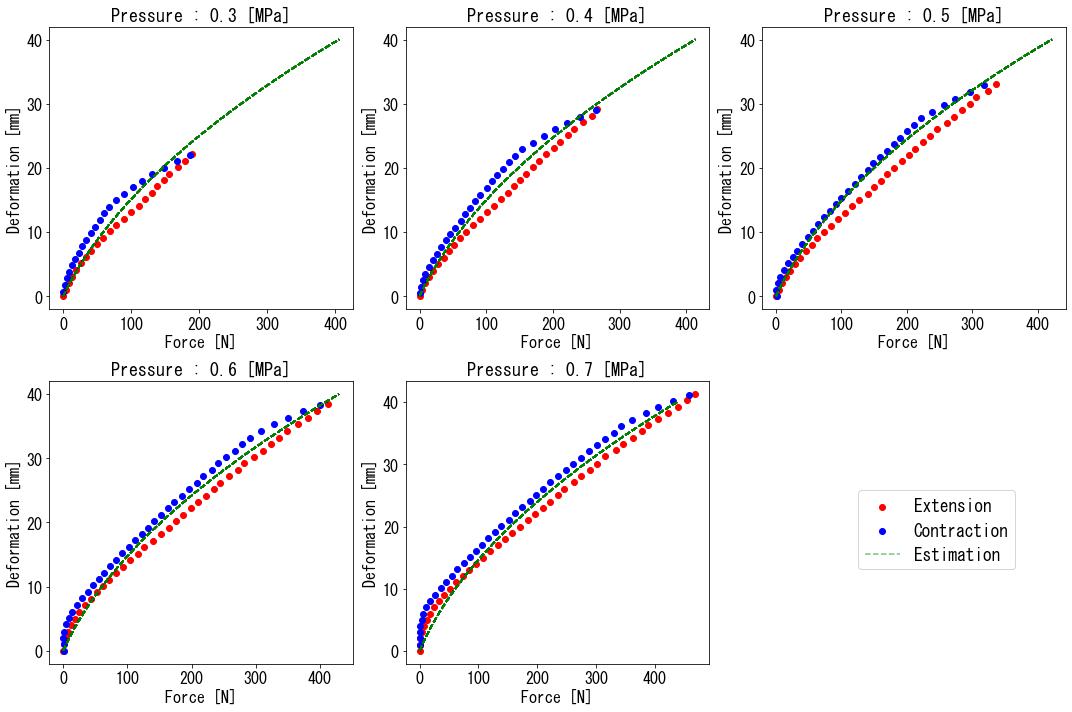 Pressure : 0.3 [MPa]
Pressure : 0.4 [MPa]
Pressure : 0.5 [MPa]
Deformation [mm]
40
30
20
10
0
0 100 200 300 400
Force [N]
Deformation [mm]
40
30
20
10
0
0 100 200 300 400
Force [N]
Deformation [mm]
40
30
20
10
0
0 100 200 300 400
Force [N]
Pressure : 0.6 [MPa]
Pressure : 0.7 [MPa]
Deformation [mm]
40
30
20
10
0
0 100 200 300 400
Force [N]
Deformation [mm]
40
30
20
10
0
0 100 200 300 400
Force [N]
Extension
Contraction
Estimation